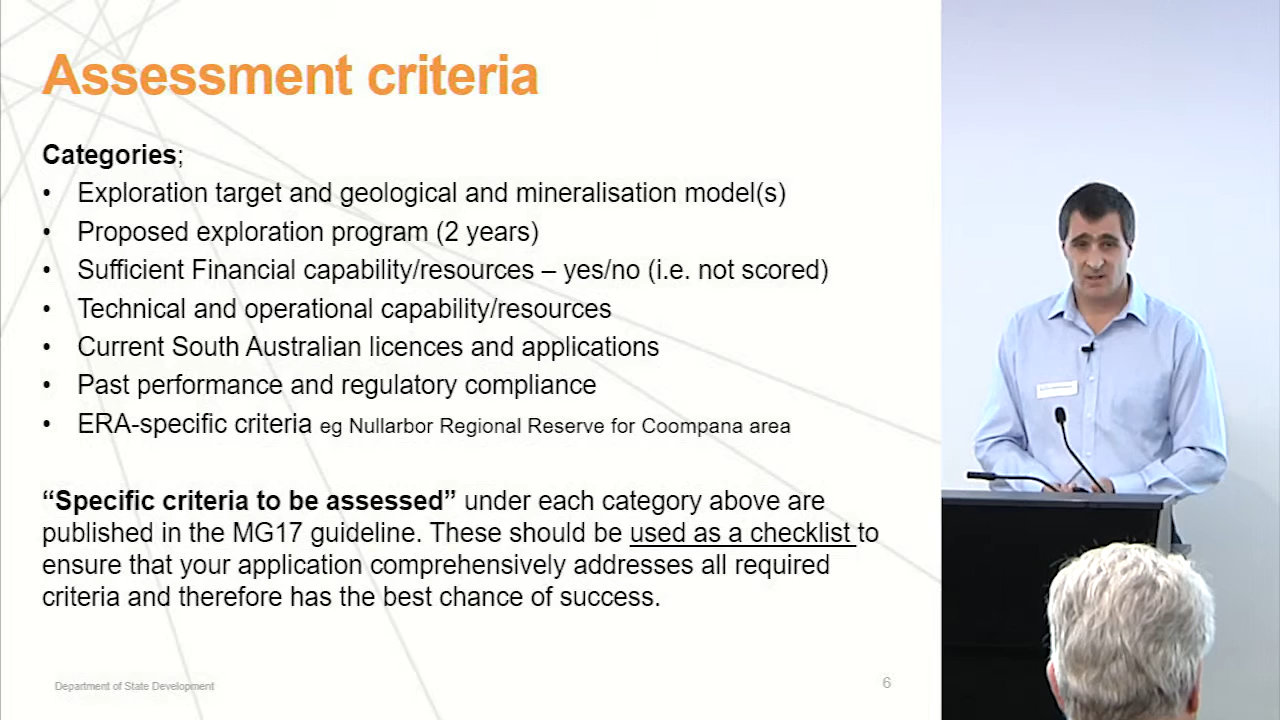 Assessment criteria
Categories;
• Exploration target and geological and mineralisation model(s)
• Proposed exploration program (2 years)
• Sufficient Financial capability/resources – yes/no (i.e. not scored)
• Technical and operational capability/resources
• Current South Australian licences and applications
• Past performance and regulatory compliance
• ERA-specific criteria eg Nullarbor Regional Reserve for Coompana area
“Specific criteria to be assessed” under each category above are
published in the MG17 guideline. These should be used as a checklist to
ensure that your application comprehensively addresses all required
criteria and therefore has the best chance of success.
Department of State Development
6